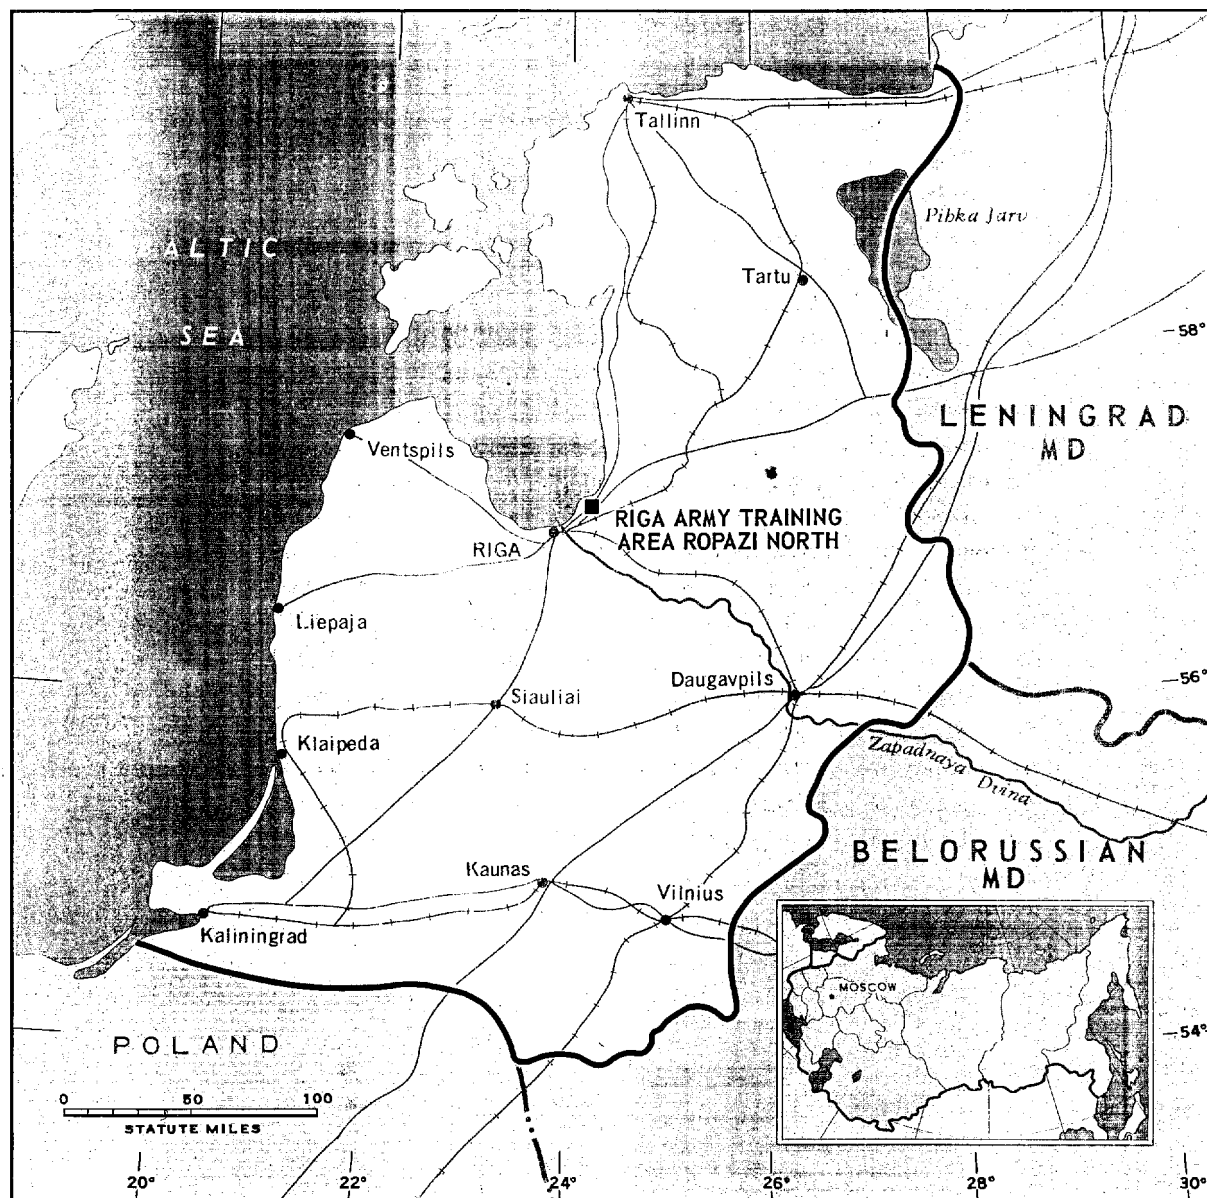 Tallinn
Pihka Jarv
ALTIC
Tartu
SEA
58°
LENINGRAD
MD
Ventspils
RIGA ARMY TRAINING
AREA ROPAZI NORTH
RIGA
Liepaja
Daugavpils
56°
Siauliai
Klaipeda
Zapadnaya Dvina
BELORUSSIAN
MD
Kaunas
Vilnius
Kaliningrad
MOSCOW
POLAND
54°
0 50 100
STATUTE MILES
20° 22° 24° 26° 28° 30°